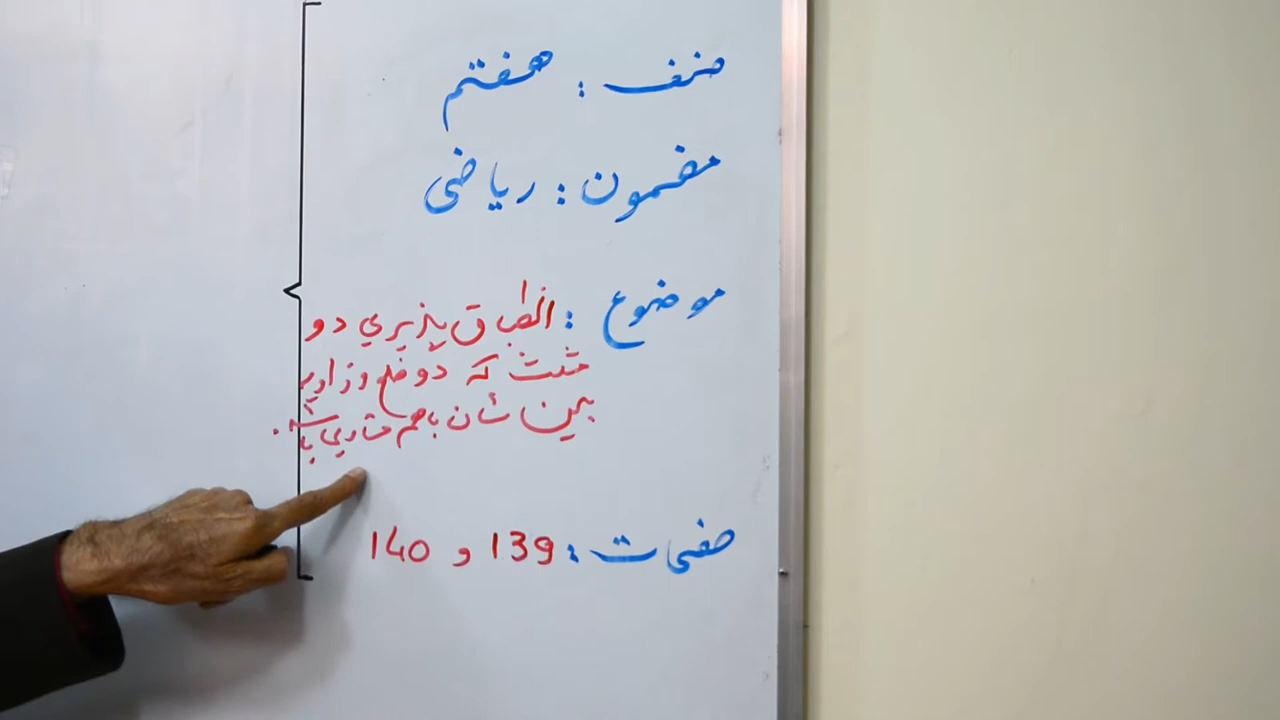 صنف : هفتم
مضمون : ریاضی
موضوع : انطباق پذیری دو
مثلث که دو ضلع و زاویه
بین شان باهم مساوی باشد.
صفحات : 139 و 140